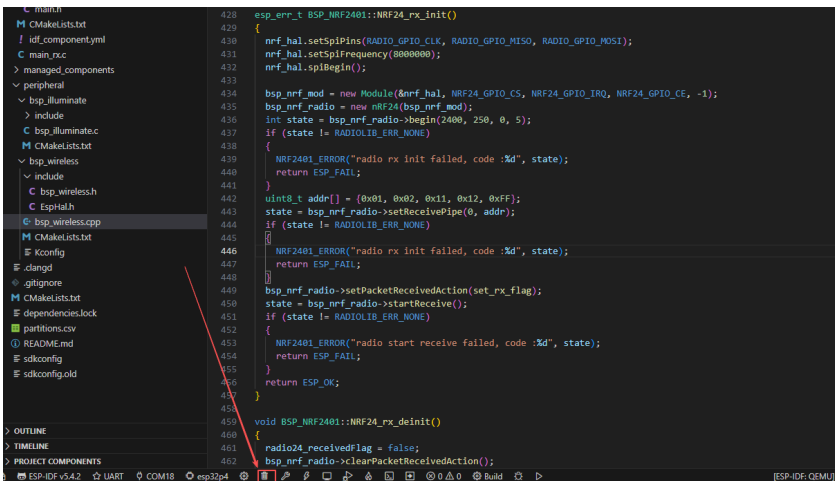 C main.h
M CMakeLists.txt
! idf_component.yml
C main_rx.c
> managed_components
∨ peripheral
∨ bsp_illuminate
> include
C bsp_illuminate.c
M CMakeLists.txt
∨ bsp_wireless
∨ include
C bsp_wireless.h
C EspHal.h
G· bsp_wireless.cpp
M CMakeLists.txt
≡ Kconfig
≡ .clangd
.gitignore
M CMakeLists.txt
≡ dependencies.lock
partitions.csv
README.md
≡ sdkconfig
≡ sdkconfig.old
> OUTLINE
> TIMELINE
> PROJECT COMPONENTS
428 esp_err_t BSP_NRF2401::NRF24_rx_init()
429 {
430 nrf_hal.setSpiPins(RADIO_GPIO_CLK, RADIO_GPIO_MISO, RADIO_GPIO_MOSI);
431 nrf_hal.setSpiFrequency(8000000);
432 nrf_hal.spiBegin();
433
434 bsp_nrf_mod = new Module(&nrf_hal, NRF24_GPIO_CS, NRF24_GPIO_IRQ, NRF24_GPIO_CE, -1);
435 bsp_nrf_radio = new nRF24(bsp_nrf_mod);
436 int state = bsp_nrf_radio->begin(2400, 250, 0, 5);
437 if (state != RADIOLIB_ERR_NONE)
438 {
439 NRF2401_ERROR("radio rx init failed, code :%d", state);
440 return ESP_FAIL;
441 }
442 uint8_t addr[] = {0x01, 0x02, 0x11, 0x12, 0xFF};
443 state = bsp_nrf_radio->setReceivePipe(0, addr);
444 if (state != RADIOLIB_ERR_NONE)
445 {
446 NRF2401_ERROR("radio rx init failed, code :%d", state);
447 return ESP_FAIL;
448 }
449 bsp_nrf_radio->setPacketReceivedAction(set_rx_flag);
450 state = bsp_nrf_radio->startReceive();
451 if (state != RADIOLIB_ERR_NONE)
452 {
453 NRF2401_ERROR("radio start receive failed, code :%d", state);
454 return ESP_FAIL;
455 }
456 return ESP_OK;
457 }
458
459 void BSP_NRF2401::NRF24_rx_deinit()
460 {
461 radio24_receivedFlag = false;
462 bsp_nrf_radio->clearPacketReceivedAction();
ESP-IDF v5.4.2 UART COM18 esp32p4 0 0 Build [ESP-IDF: QEMU]